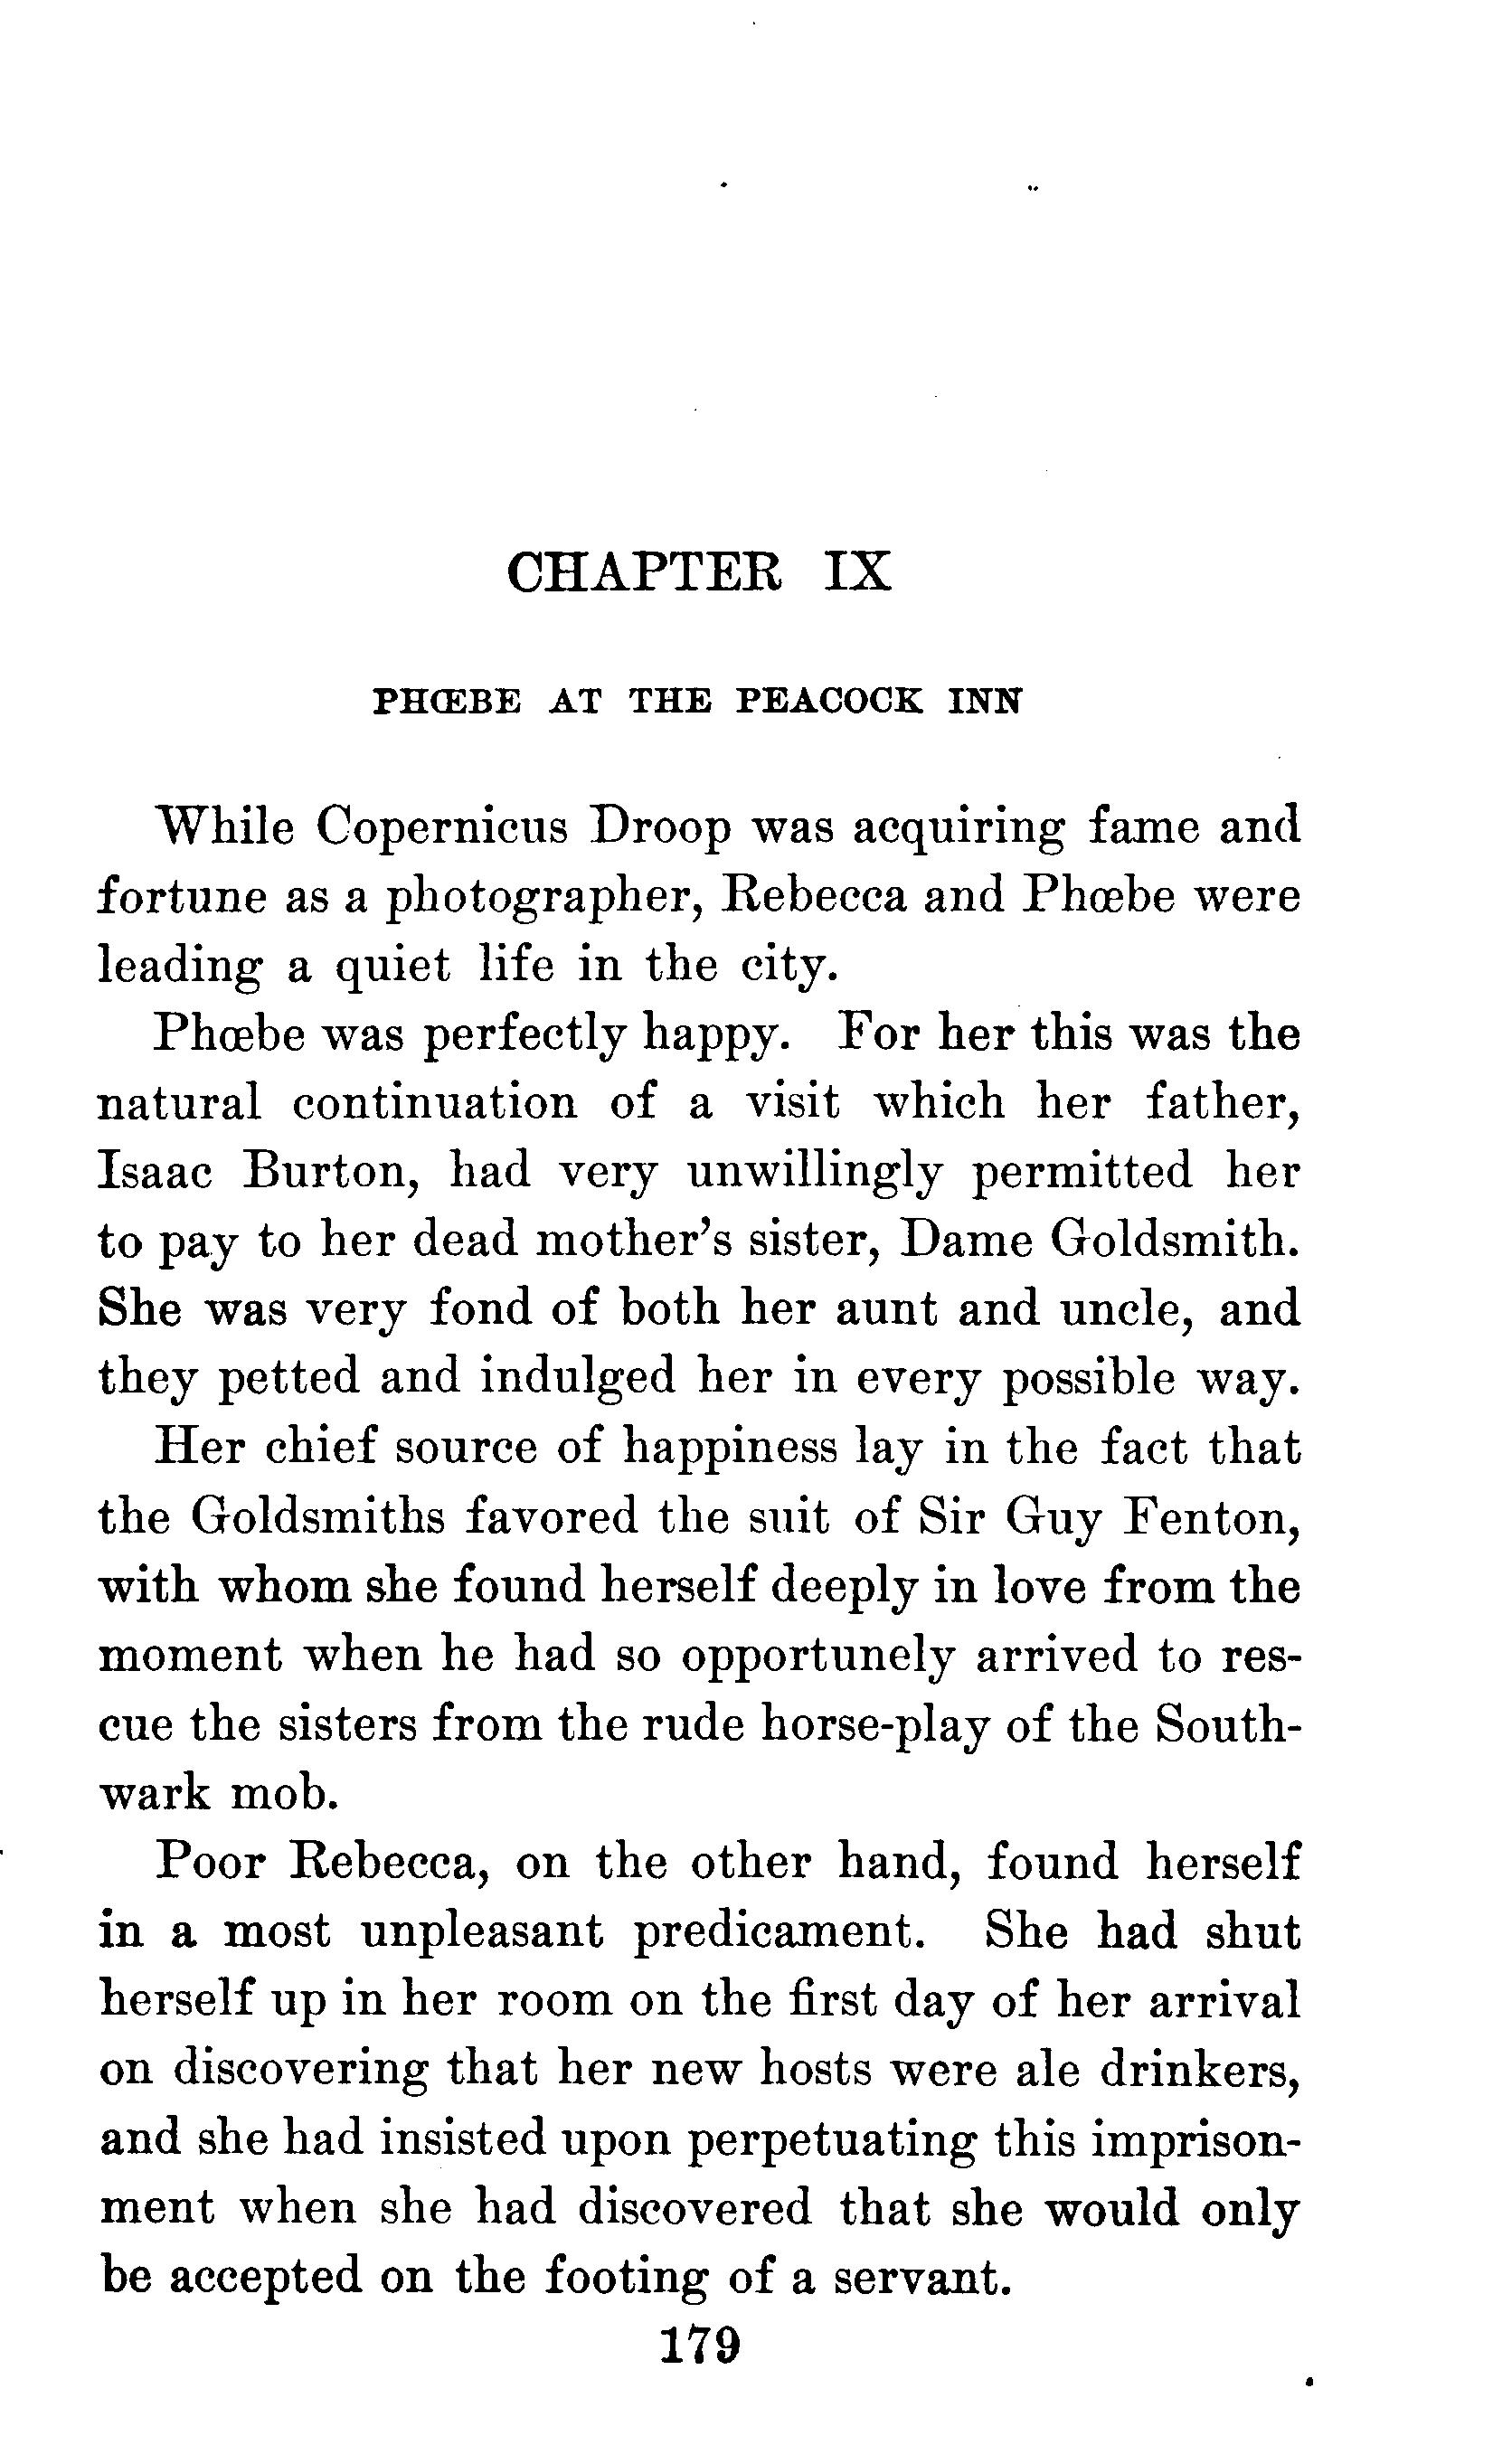 CHAPTER IX
PHŒBE AT THE PEACOCK INN
While Copernicus Droop was acquiring fame and
fortune as a photographer, Rebecca and Phœbe were
leading a quiet life in the city.
Phœbe was perfectly happy. For her this was the
natural continuation of a visit which her father,
Isaac Burton, had very unwillingly permitted her
to pay to her dead mother's sister, Dame Goldsmith.
She was very fond of both her aunt and uncle, and
they petted and indulged her in every possible way.
Her chief source of happiness lay in the fact that
the Goldsmiths favored the suit of Sir Guy Fenton,
with whom she found herself deeply in love from the
moment when he had so opportunely arrived to res-
cue the sisters from the rude horse-play of the South-
wark mob.
Poor Rebecca, on the other hand, found herself
in a most unpleasant predicament. She had shut
herself up in her room on the first day of her arrival
on discovering that her new hosts were ale drinkers,
and she had insisted upon perpetuating this imprison-
ment when she had discovered that she would only
be accepted on the footing of a servant.
179